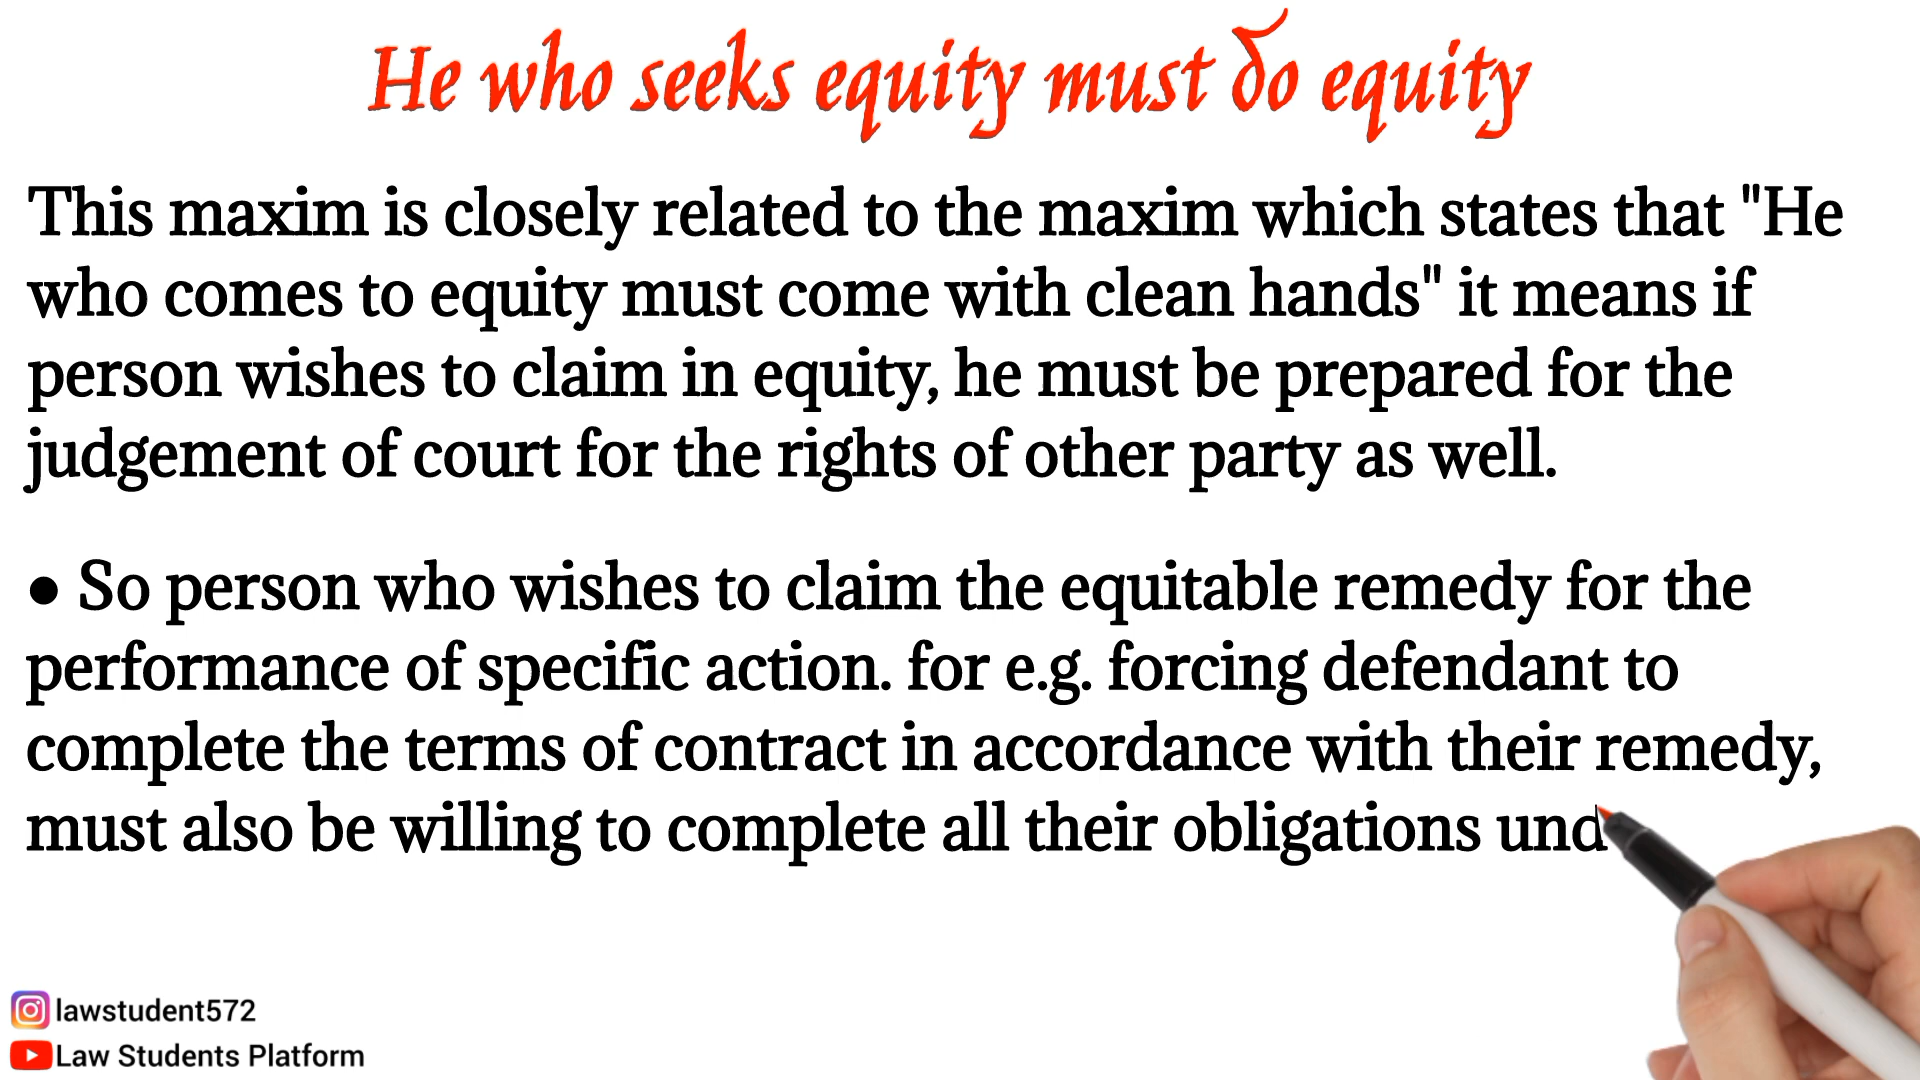 He who seeks equity must do equity
This maxim is closely related to the maxim which states that "He
who comes to equity must come with clean hands" it means if
person wishes to claim in equity, he must be prepared for the
judgement of court for the rights of other party as well.
● So person who wishes to claim the equitable remedy for the
performance of specific action. for e.g. forcing defendant to
complete the terms of contract in accordance with their remedy,
must also be willing to complete all their obligations und
lawstudent572
Law Students Platform